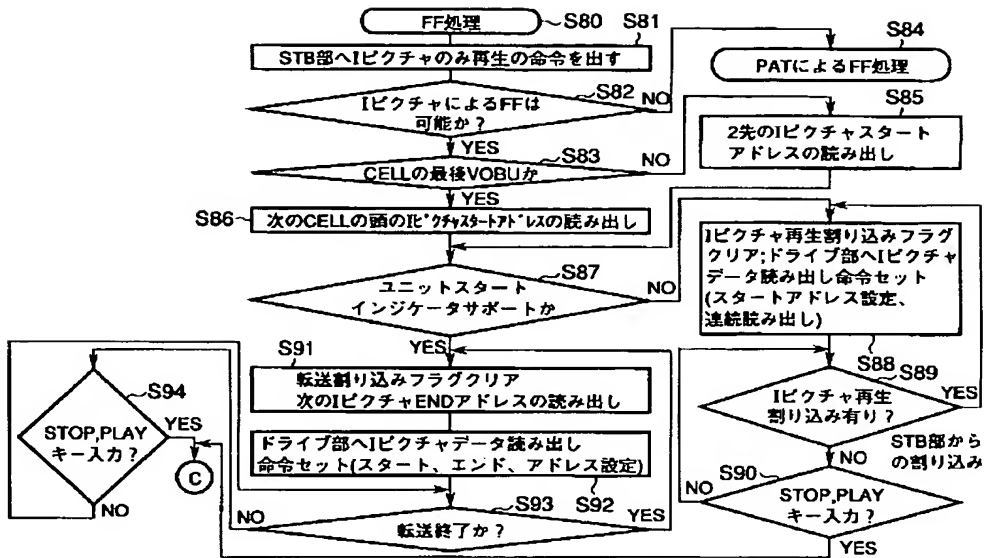 FF処理
S80
S81
STB部へIピクチャのみ再生の命令を出す
S84
PATによるFF処理
S82
IピクチャによるFFは
可能か？
NO
YES
S85
2先のIピクチャスタート
アドレスの読み出し
S83
CELLの最後VOBUか
NO
YES
S86
次のCELLの頭のIピクチャスタートアドレスの読み出し
S87
ユニットスタート
インジケータサポートか
NO
YES
Iピクチャ再生割り込みフラグ
クリア;ドライブ部へIピクチャ
データ読み出し命令セット
(スタートアドレス設定、
連続読み出し)
S88
S91
転送割り込みフラグクリア
次のIピクチャENDアドレスの読み出し
S89
Iピクチャ再生
割り込み有り？
YES
NO
STB部から
の割り込み
S94
STOP,PLAY
キー入力？
YES
NO
C
ドライブ部へIピクチャデータ読み出し
命令セット(スタート、エンド、アドレス設定)
S92
S90
STOP,PLAY
キー入力？
NO
YES
S93
転送終了か？
NO
YES